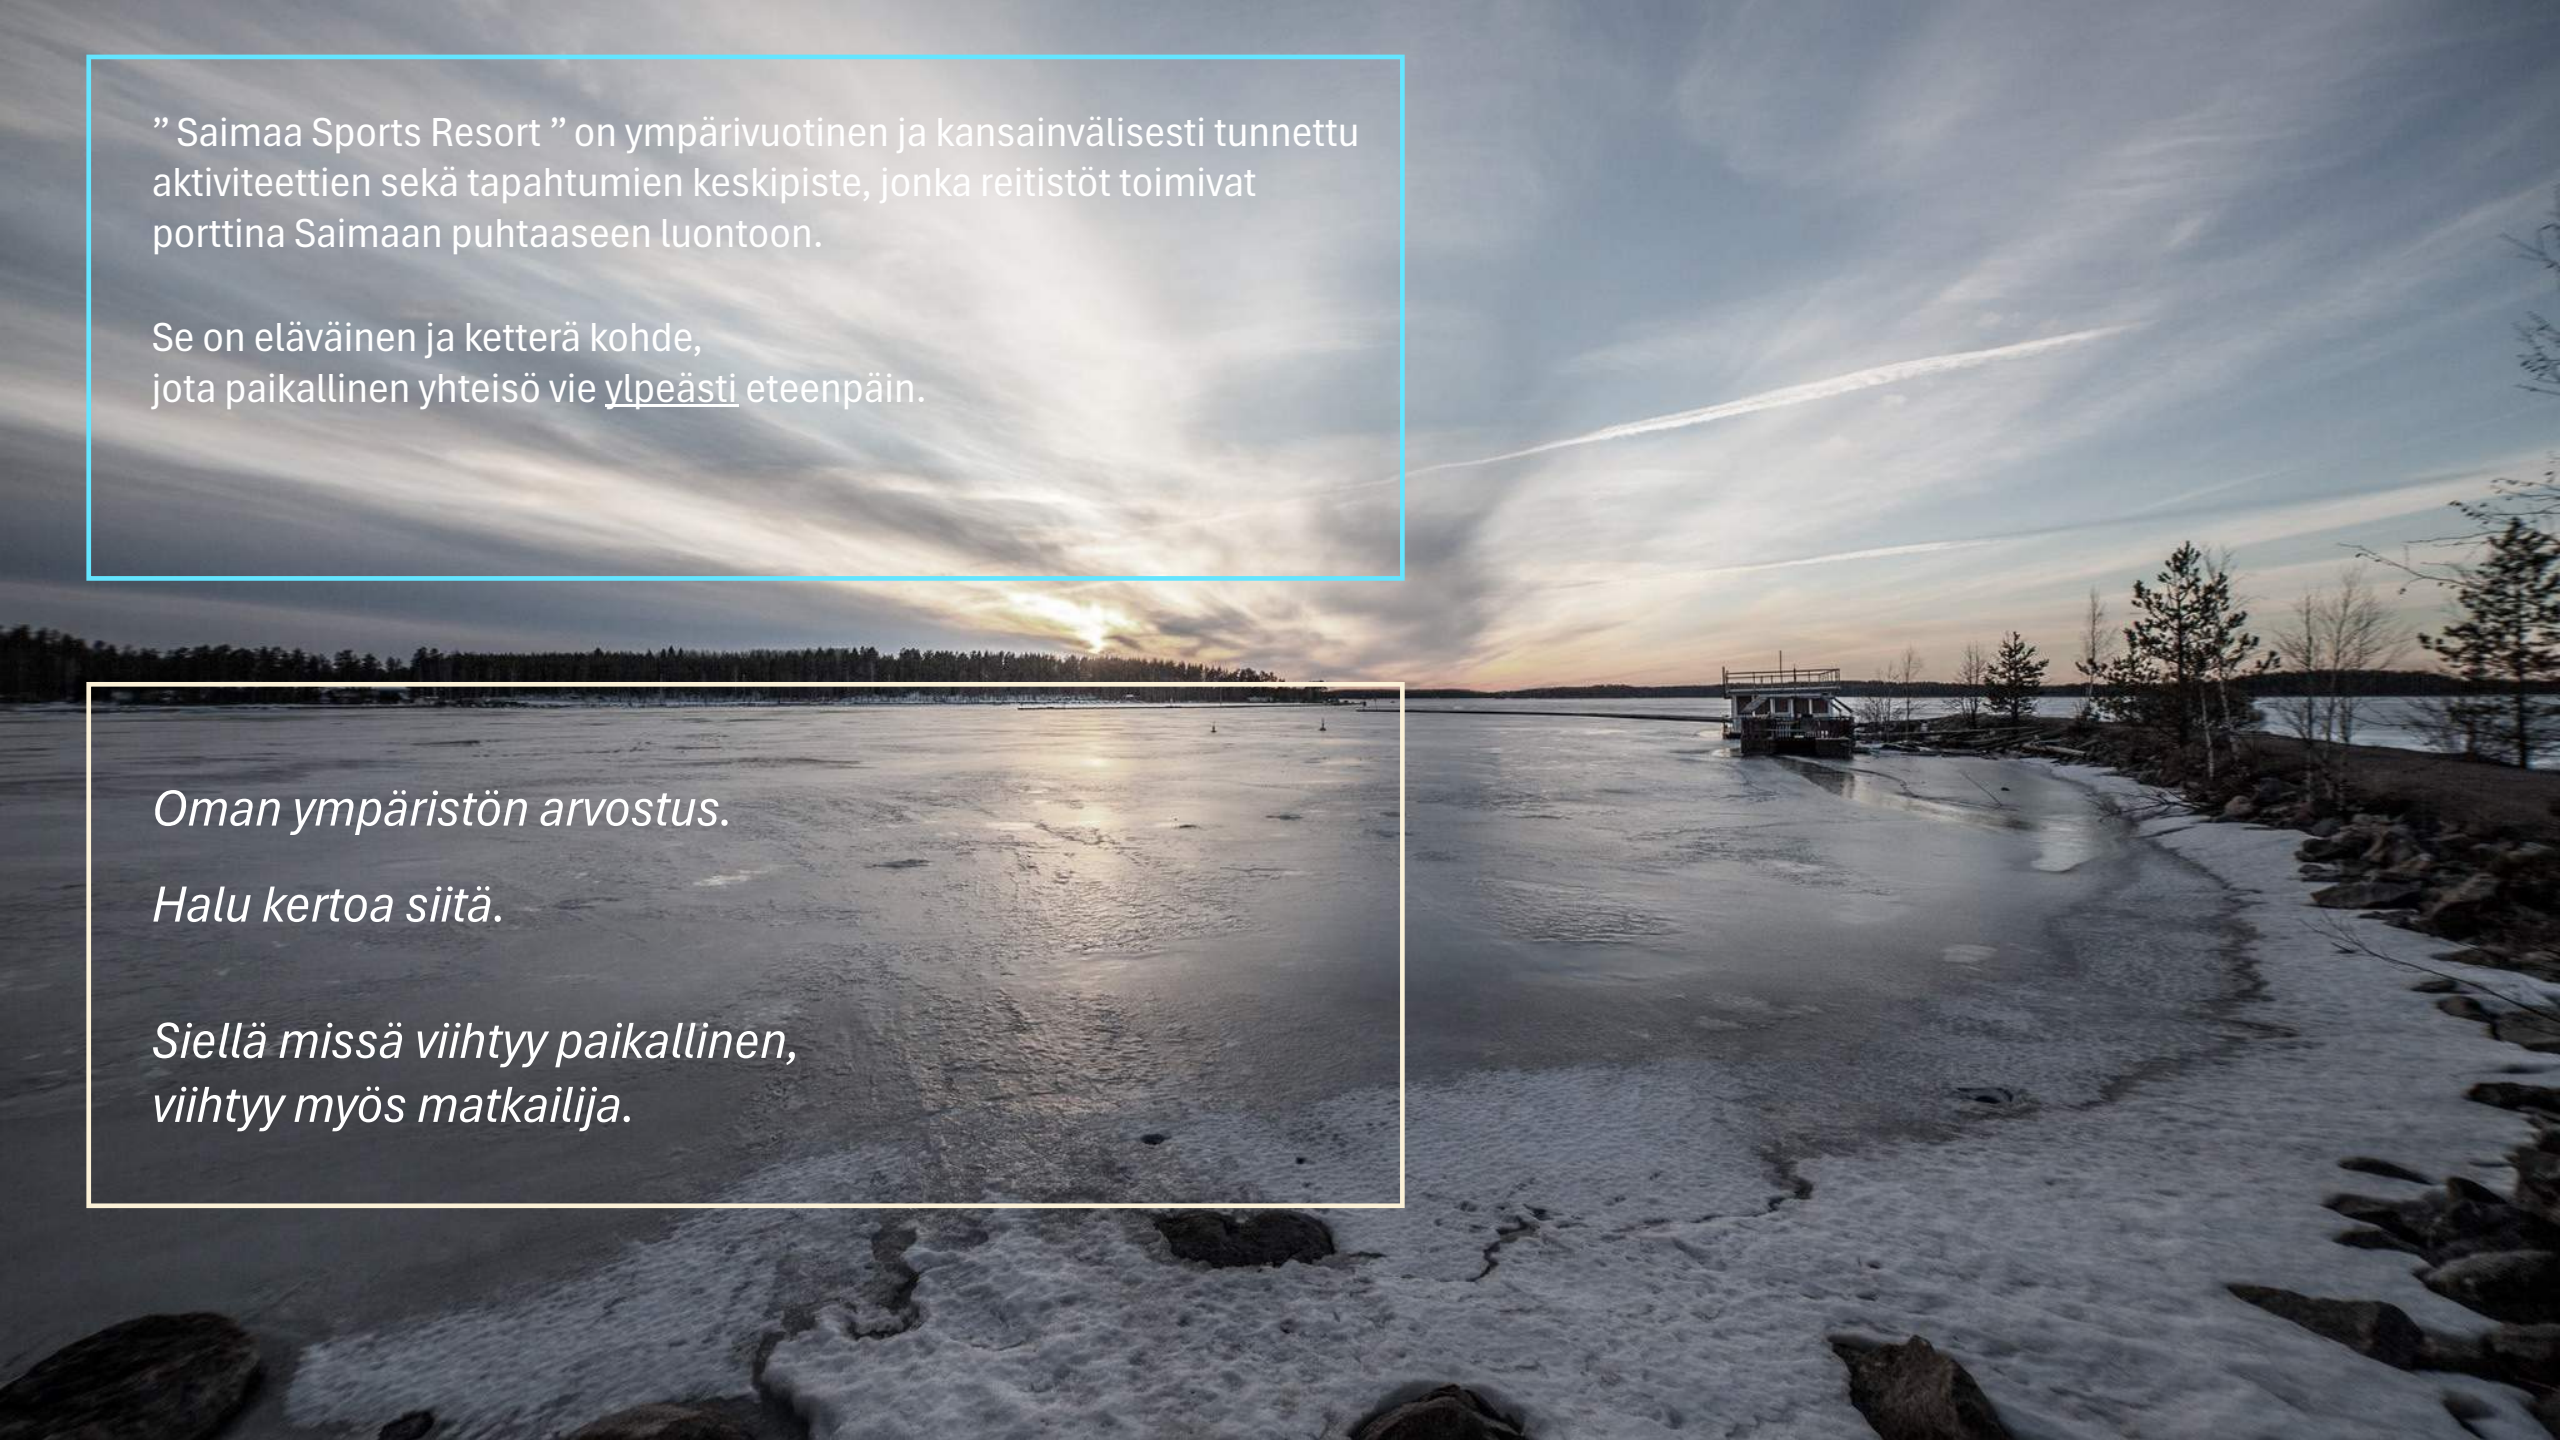 ” Saimaa Sports Resort ” on ympärivuotinen ja kansainvälisesti tunnettu
aktiviteettien sekä tapahtumien keskipiste, jonka reitistöt toimivat
porttina Saimaan puhtaaseen luontoon.
Se on eläväinen ja ketterä kohde,
jota paikallinen yhteisö vie ylpeästi eteenpäin.
Oman ympäristön arvostus.
Halu kertoa siitä.
Siellä missä viihtyy paikallinen,
viihtyy myös matkailija.